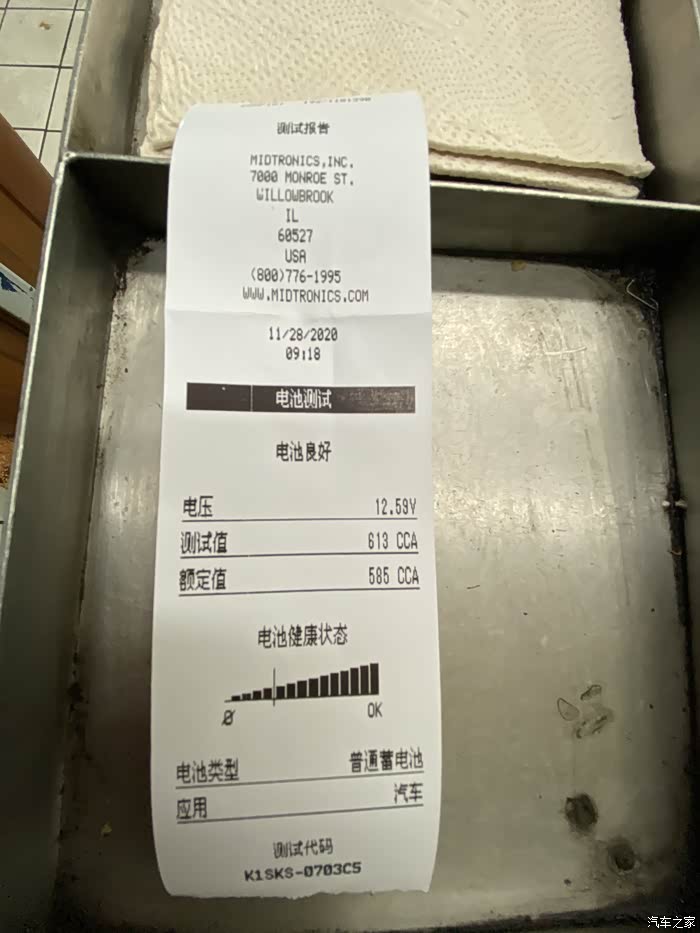 测试报告
MIDTRONICS,INC.
7000 MONROE ST.
WILLOWBROOK
IL
60527
USA
(800)776-1995
WWW.MIDTRONICS.COM
11/28/2020
09:18
电池测试
电池良好
电压 12.59V
测试值 613 CCA
额定值 585 CCA
电池健康状态
0 OK
电池类型 普通蓄电池
应用 汽车
测试代码
K1SKS-0703C5
汽车之家